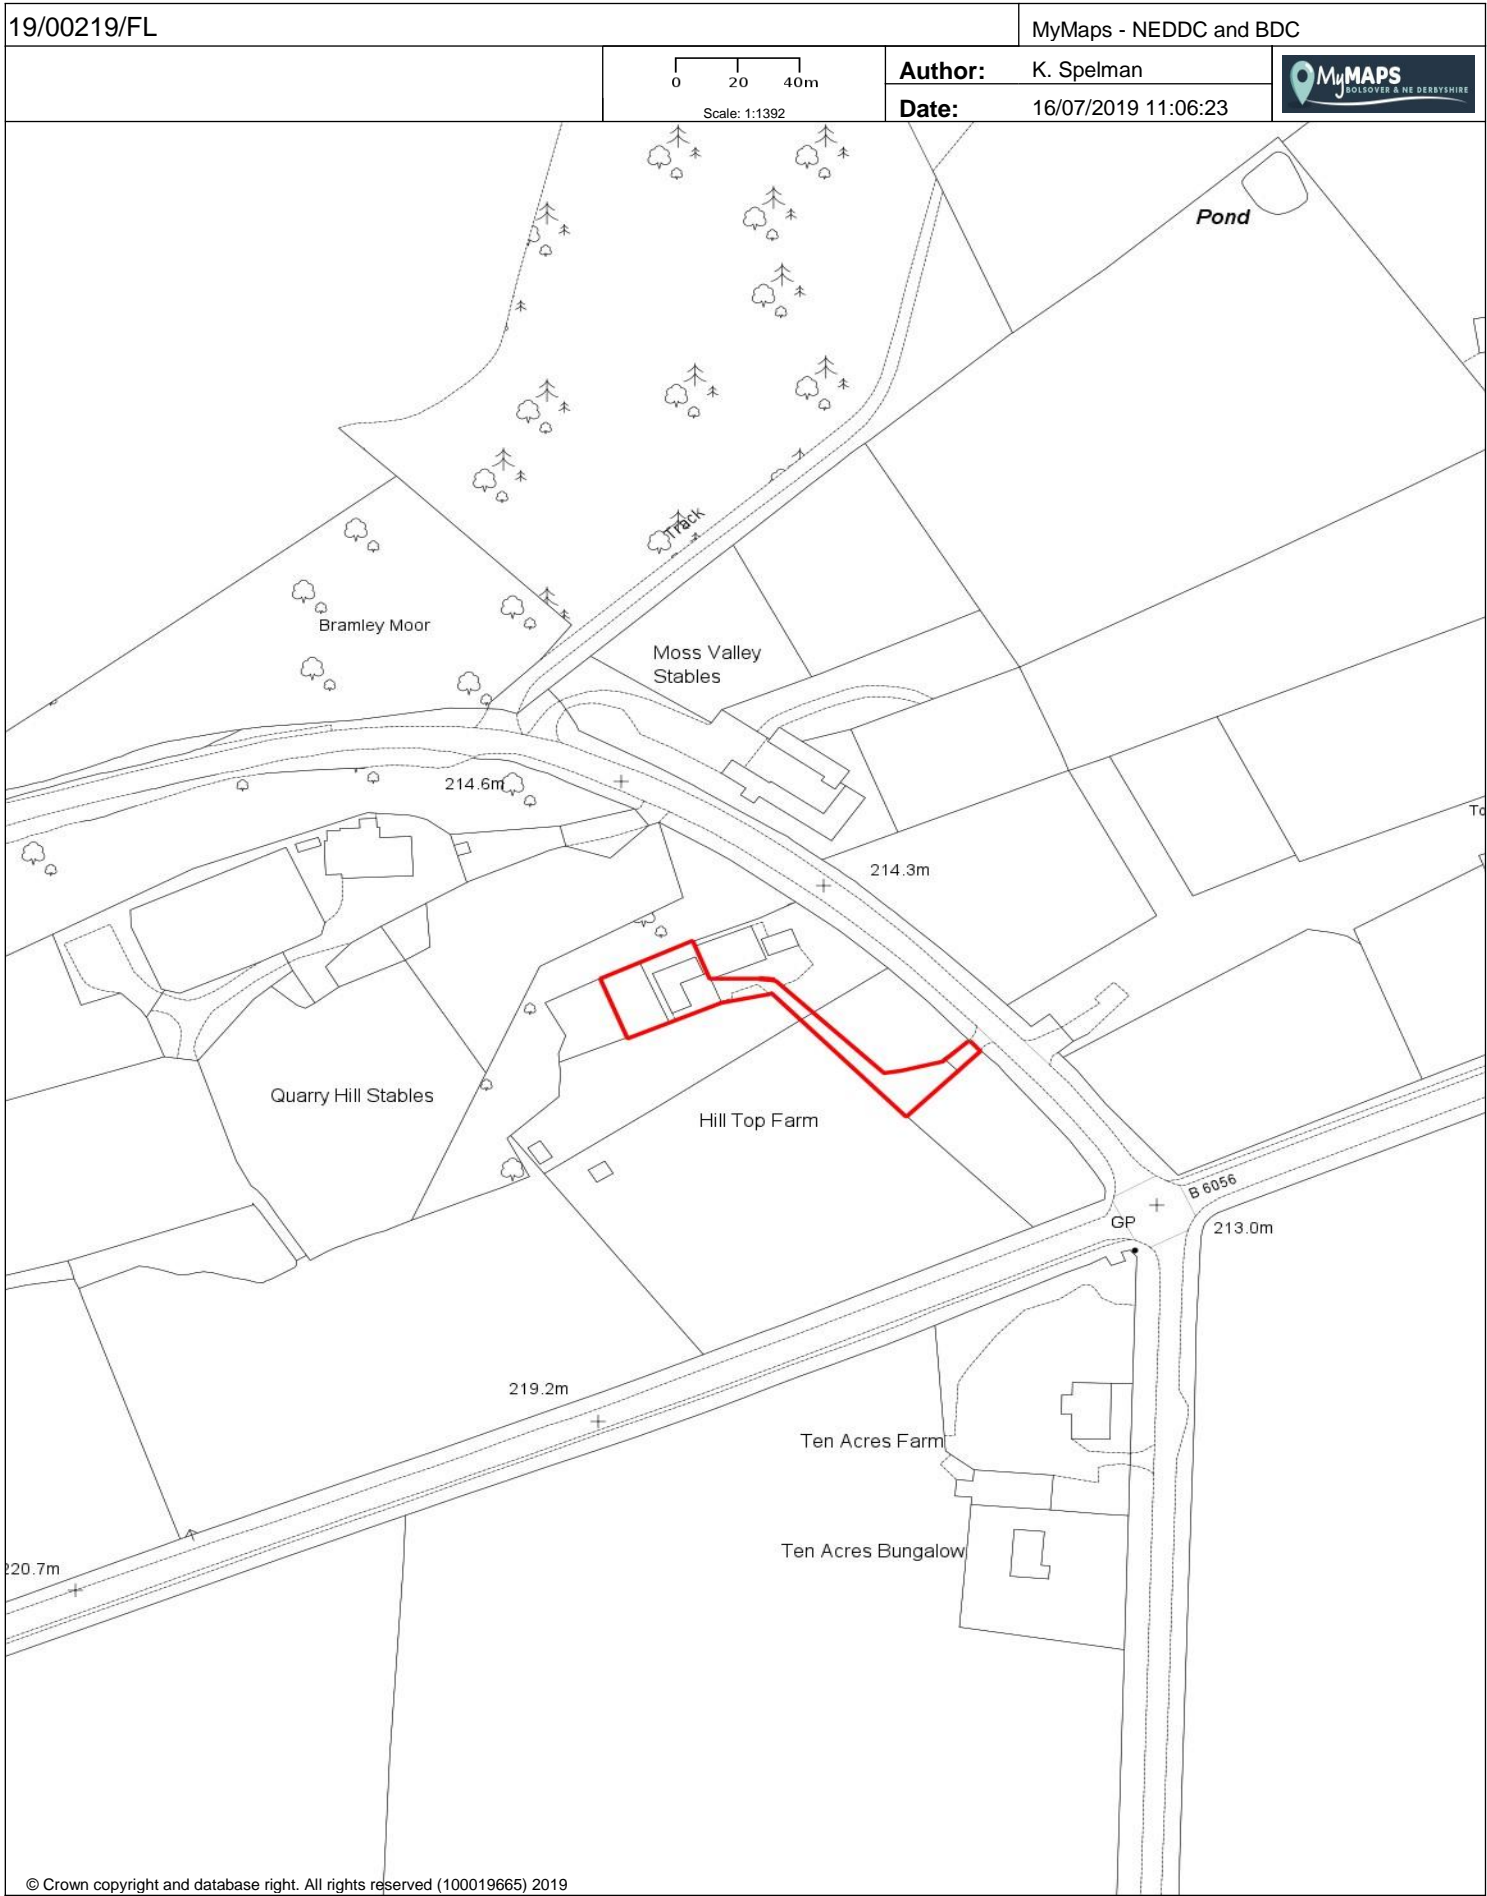 19/00219/FL
MyMaps - NEDDC and BDC
0 20 40m
Scale: 1:1392
Author: K. Spelman
Date: 16/07/2019 11:06:23
MyMAPS
BOLSOVER & NE DERBYSHIRE
Pond
Track
Bramley Moor
Moss Valley
Stables
214.6m
To
214.3m
Quarry Hill Stables
Hill Top Farm
B 6056
GP
213.0m
219.2m
Ten Acres Farm
Ten Acres Bungalow
220.7m
© Crown copyright and database right. All rights reserved (100019665) 2019